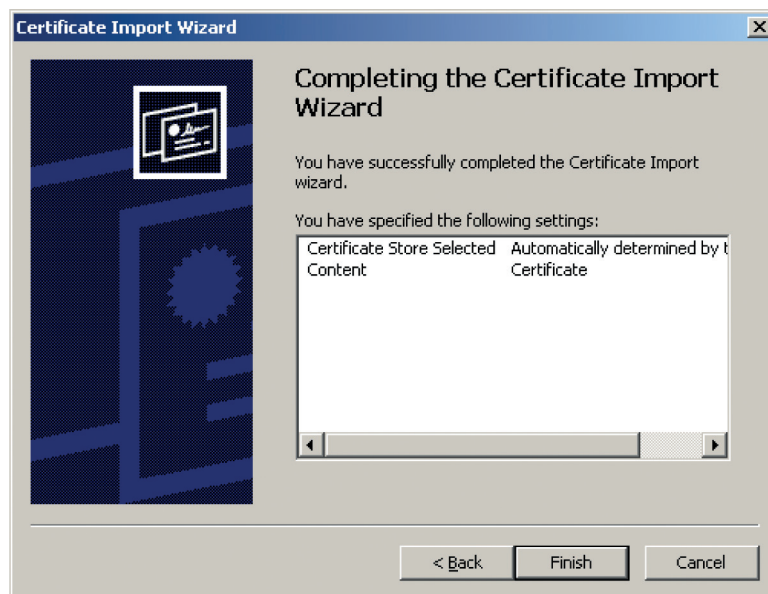 Certificate Import Wizard
Completing the Certificate Import
Wizard
You have successfully completed the Certificate Import
wizard.
You have specified the following settings:
Certificate Store Selected Automatically determined by t
Content Certificate
< Back Finish Cancel